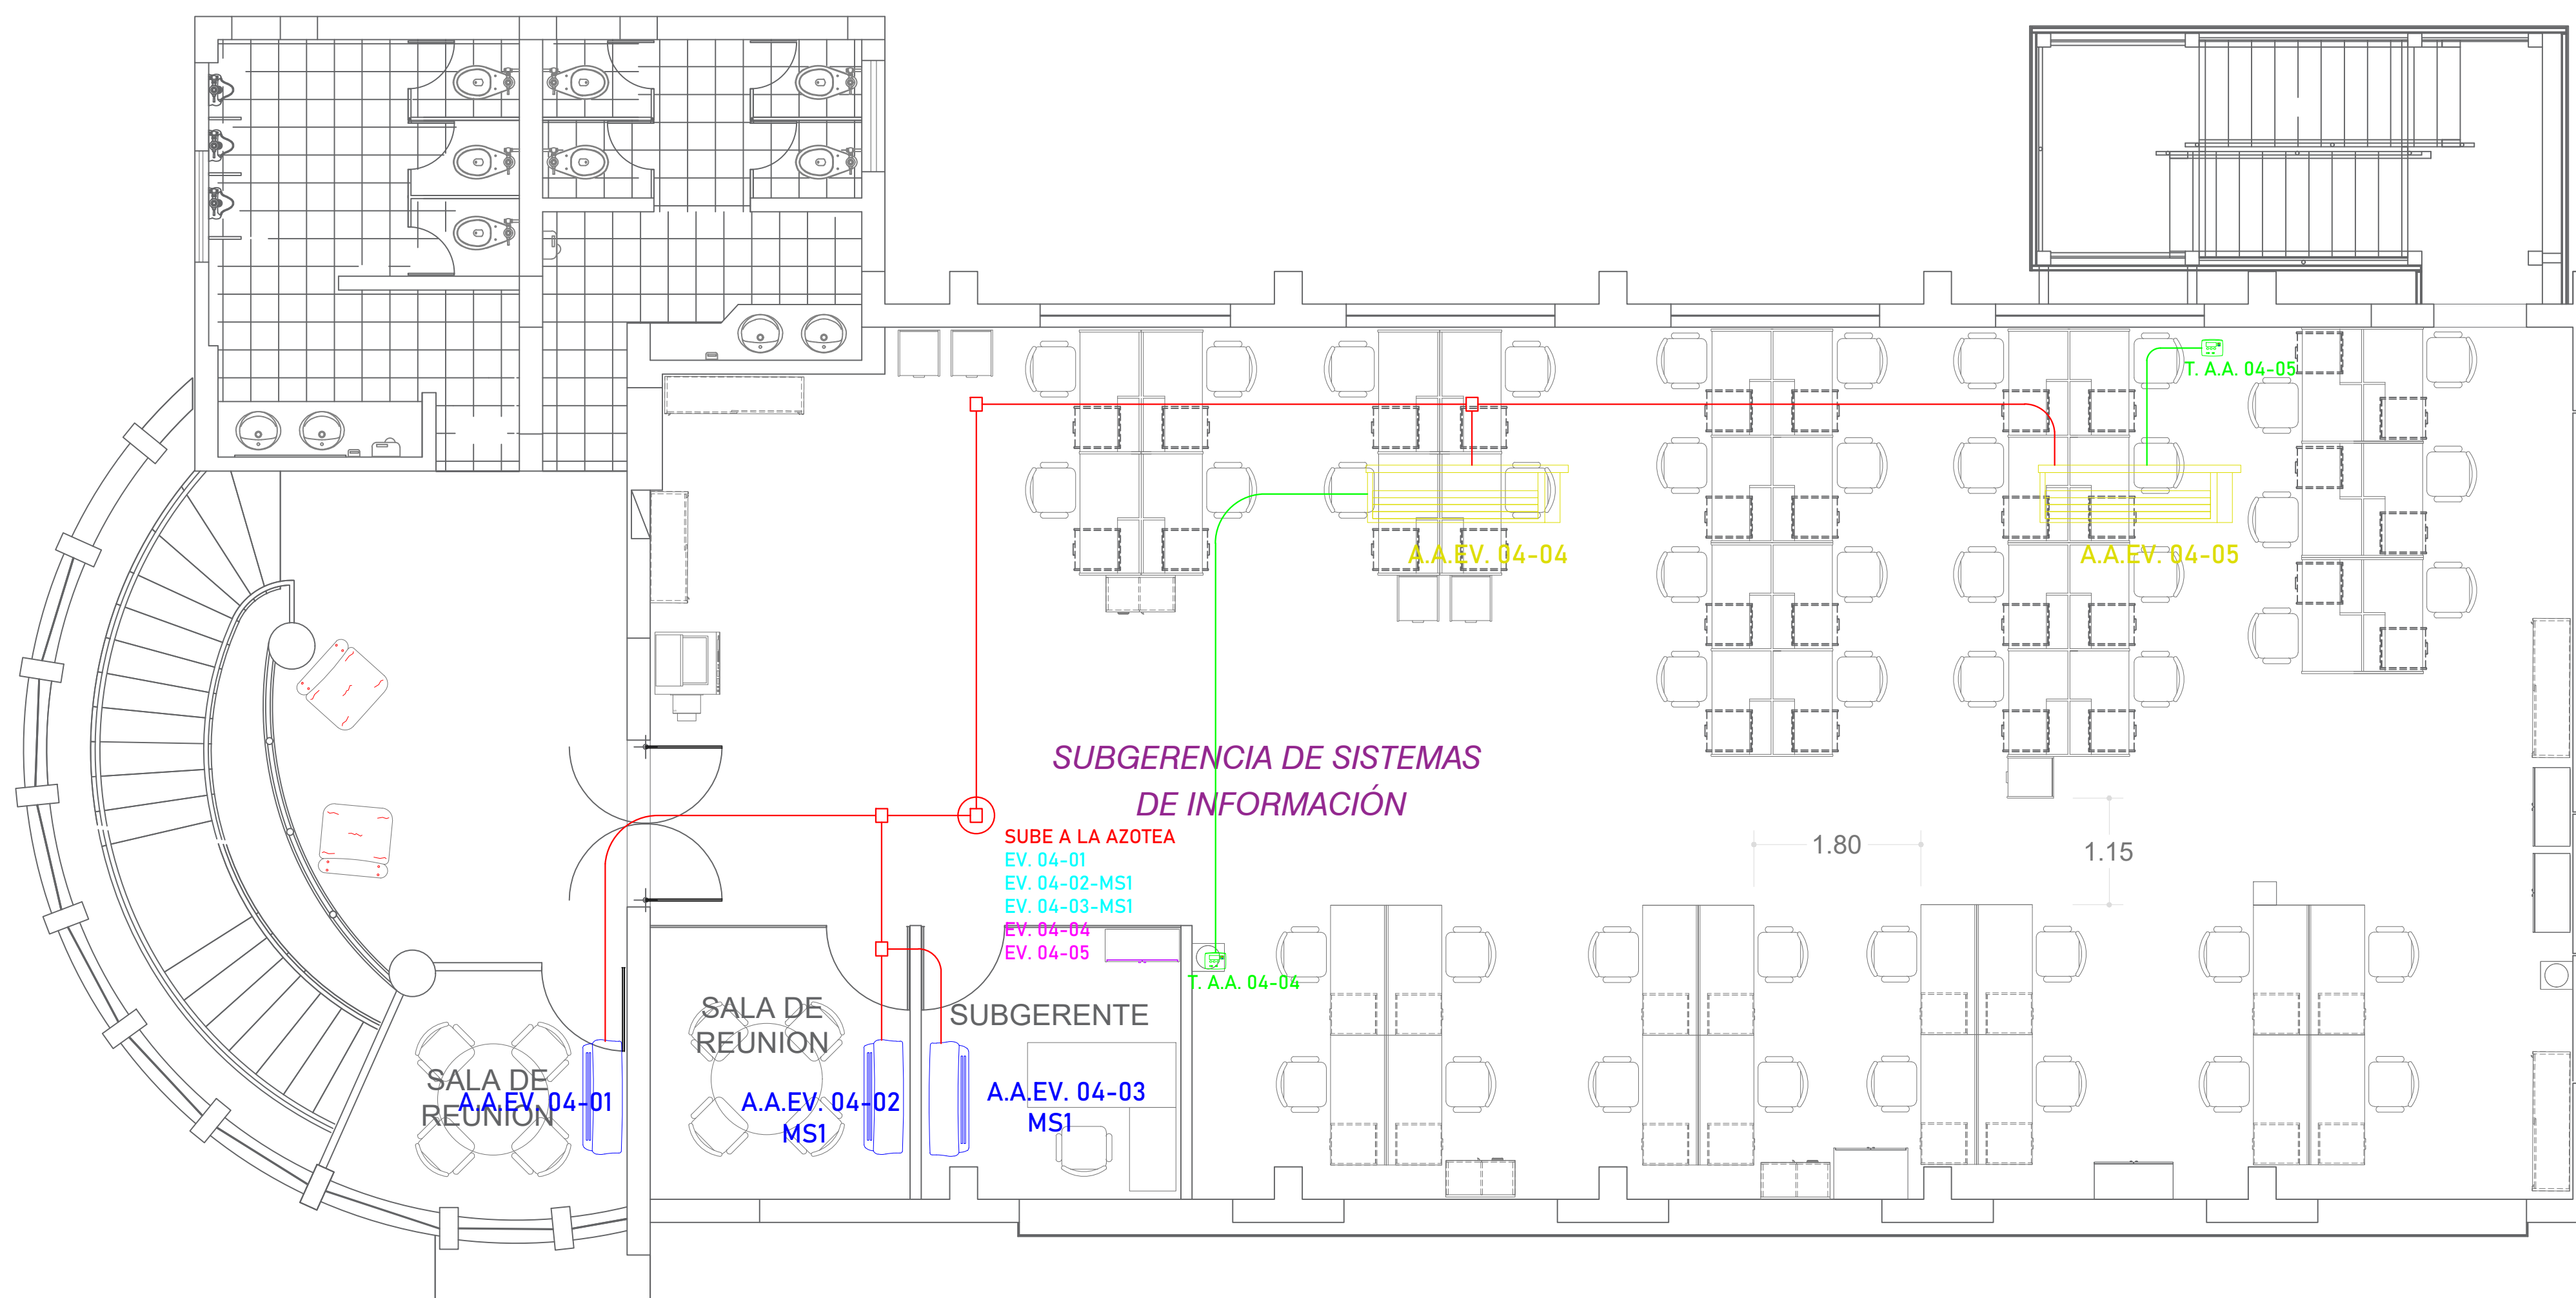 T. A.A. 04-05
A.A.EV. 04-04
A.A.EV. 04-05
SUBGERENCIA DE SISTEMAS
DE INFORMACIÓN
SUBE A LA AZOTEA
EV. 04-01
EV. 04-02-MS1
EV. 04-03-MS1
EV. 04-04
EV. 04-05
1.80
1.15
T. A.A. 04-04
SALA DE
REUNION
SUBGERENTE
SALA DE
REUNION
A.A.EV. 04-01
A.A.EV. 04-02
MS1
A.A.EV. 04-03
MS1